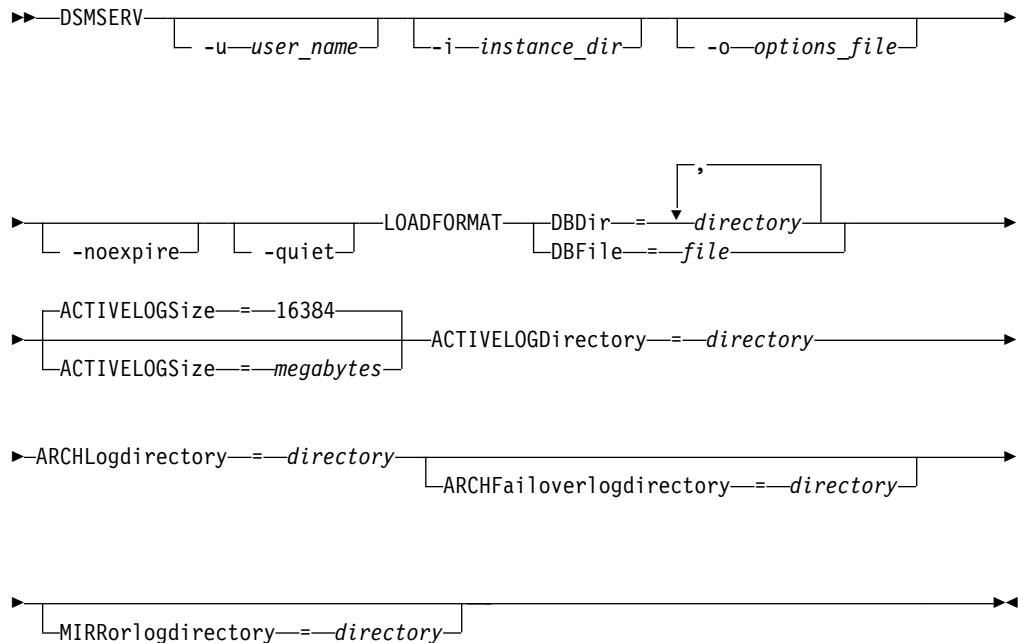 DSMSERV
-u user_name -i instance_dir -o options_file
,
-noexpire -quiet LOADFORMAT DBDir = directory
DBFile = file
ACTIVELOGSize = 16384
ACTIVELOGSize = megabytes ACTIVELOGDirectory = directory
ARCHLogdirectory = directory
ARCHFailoverlogdirectory = directory
MIRRorlogdirectory = directory